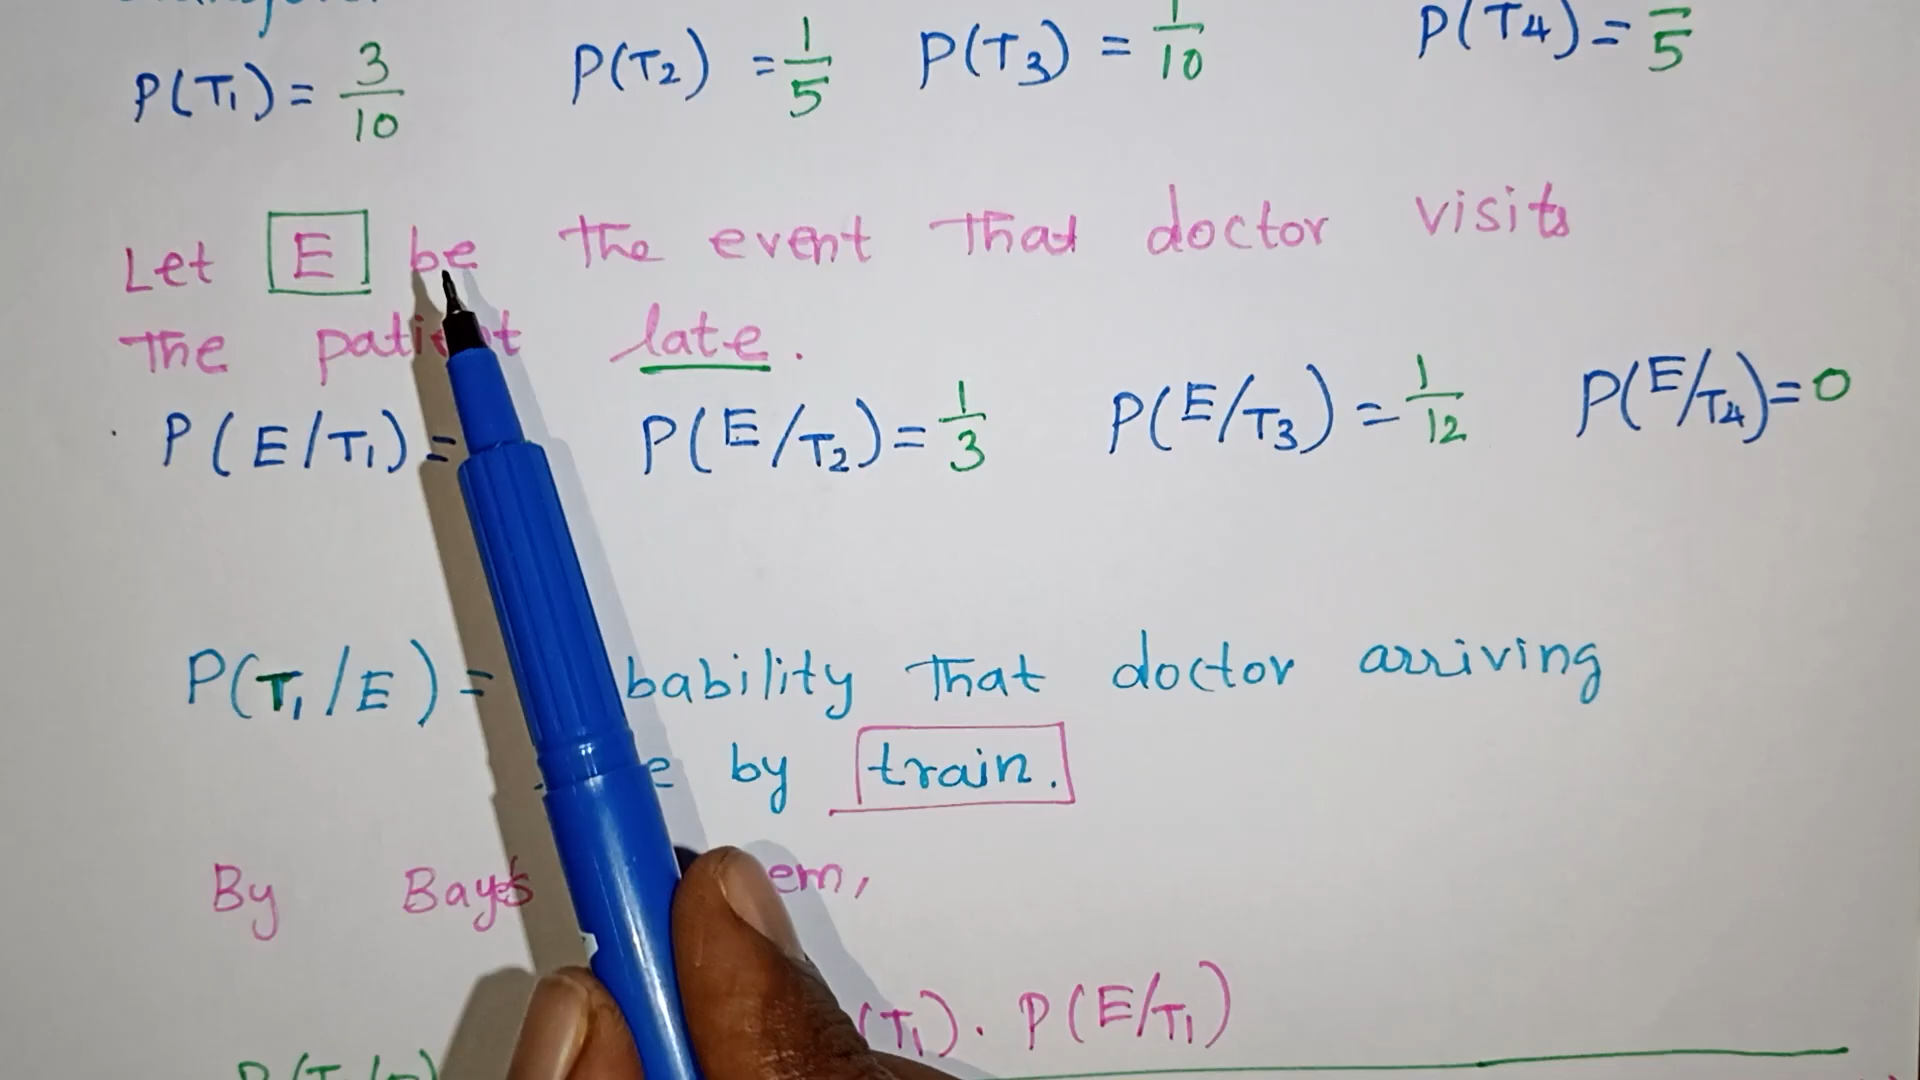 P(T₁) = 3/10 P(T₂) = 1/5 P(T₃) = 1/10 P(T4) = /5
Let E be the event that doctor visits
the patient late.
P(E/T₁) = P(E/T₂) = 1/3 P(E/T₃) = 1/12 P(E/T₄) = 0
P(T₁/E) = bability that doctor arriving
e by train.
By Baye's em,
(T₁). P(E/T₁)